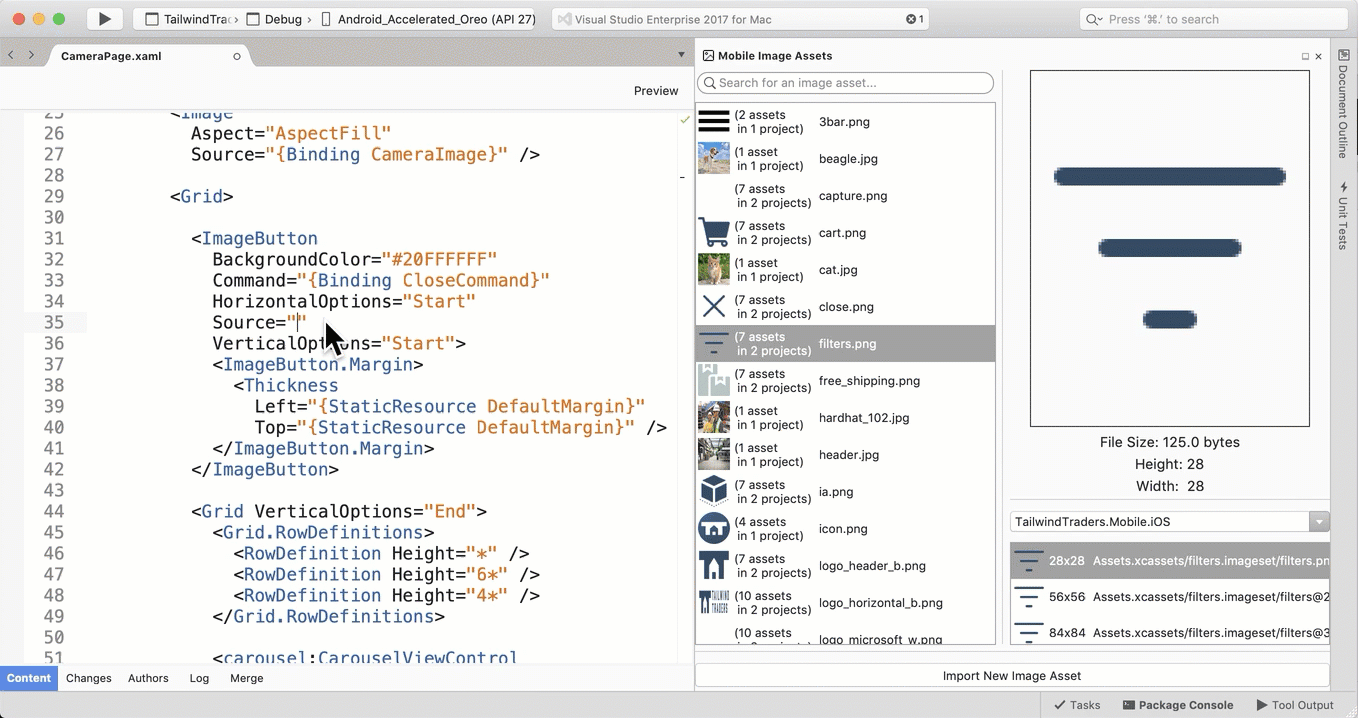 TailwindTra
Debug
Android_Accelerated_Oreo (API 27)
Visual Studio Enterprise 2017 for Mac
1
Press ‘⌘.’ to search
CameraPage.xaml
Preview
25 <Image
26 Aspect="AspectFill"
27 Source="{Binding CameraImage}" />
28
29 <Grid>
30
31 <ImageButton
32 BackgroundColor="#20FFFFFF"
33 Command="{Binding CloseCommand}"
34 HorizontalOptions="Start"
35 Source=""
36 VerticalOptions="Start">
37 <ImageButton.Margin>
38 <Thickness
39 Left="{StaticResource DefaultMargin}"
40 Top="{StaticResource DefaultMargin}" />
41 </ImageButton.Margin>
42 </ImageButton>
43
44 <Grid VerticalOptions="End">
45 <Grid.RowDefinitions>
46 <RowDefinition Height="*" />
47 <RowDefinition Height="6*" />
48 <RowDefinition Height="4*" />
49 </Grid.RowDefinitions>
50
51 <carousel:CarouselViewControl
Content Changes Authors Log Merge
Mobile Image Assets
Search for an image asset...
(2 assets
in 1 project) 3bar.png
(1 asset
in 1 project) beagle.jpg
(7 assets
in 2 projects) capture.png
(7 assets
in 2 projects) cart.png
(1 asset
in 1 project) cat.jpg
(7 assets
in 2 projects) close.png
(7 assets
in 2 projects) filters.png
(7 assets
in 2 projects) free_shipping.png
(1 asset
in 1 project) hardhat_102.jpg
(1 asset
in 1 project) header.jpg
(7 assets
in 2 projects) ia.png
(4 assets
in 1 project) icon.png
(7 assets
in 2 projects) logo_header_b.png
TAILWIND
TRADERS
(10 assets
in 2 projects) logo_horizontal_b.png
(10 assets
logo_microsoft_w.png
File Size: 125.0 bytes
Height: 28
Width: 28
TailwindTraders.Mobile.iOS
28x28 Assets.xcassets/filters.imageset/filters.pn
56x56 Assets.xcassets/filters.imageset/filters@2
84x84 Assets.xcassets/filters.imageset/filters@3
Import New Image Asset
Document Outline
Unit Tests
Tasks
Package Console
Tool Output